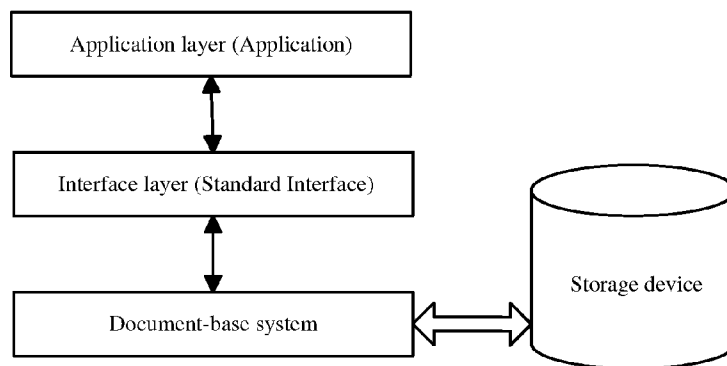 Application layer (Application)
Interface layer (Standard Interface)
Storage device
Document-base system